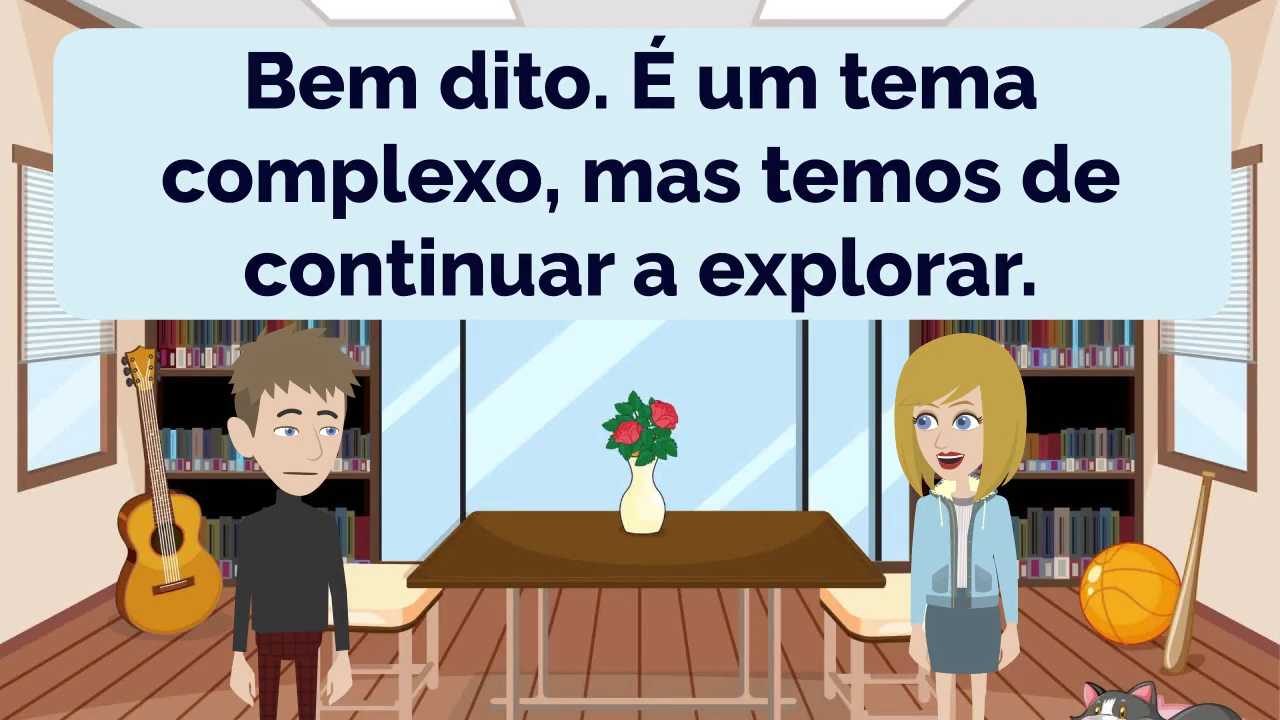 Bem dito. É um tema
complexo, mas temos de
continuar a explorar.